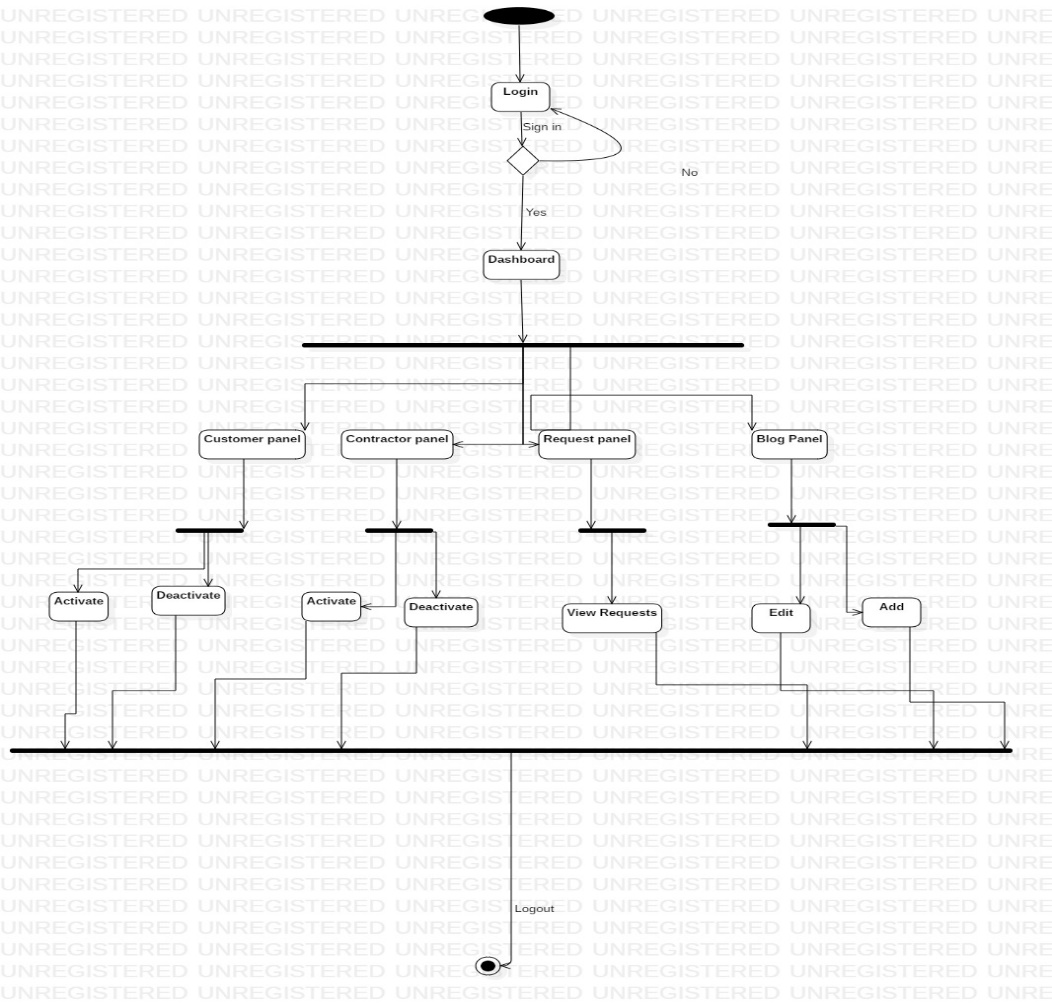 Login
Sign in
No
Yes
Dashboard
Customer panel
Contractor panel
Request panel
Blog Panel
Activate
Deactivate
Activate
Deactivate
View Requests
Edit
Add
Logout
UNREGISTERED